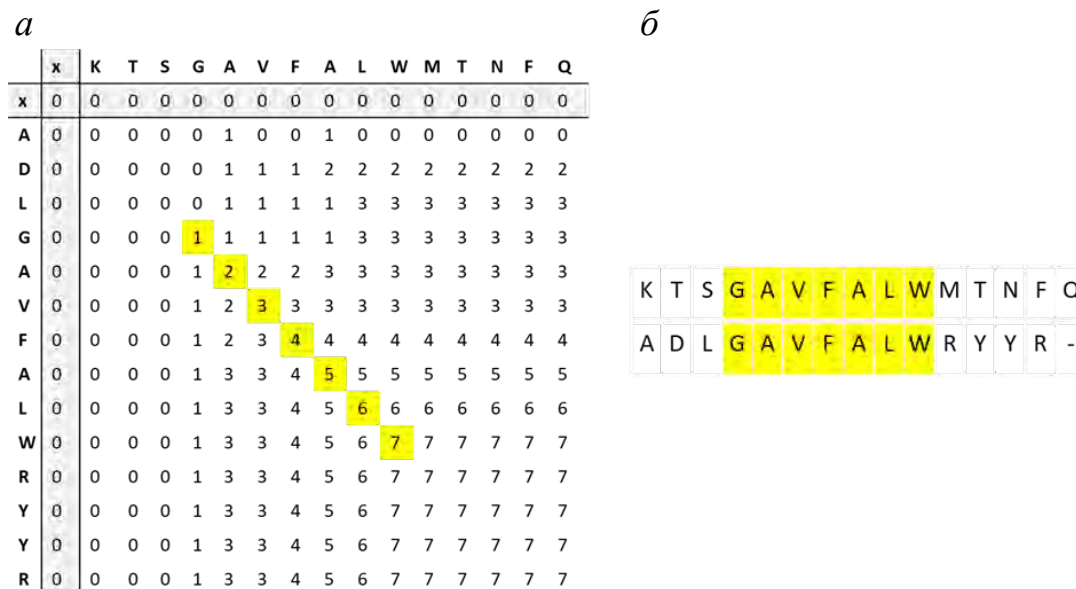 а б
x K T S G A V F A L W M T N F Q
x 0 0 0 0 0 0 0 0 0 0 0 0 0 0 0 0
A 0 0 0 0 0 1 0 0 1 0 0 0 0 0 0 0
D 0 0 0 0 0 1 1 1 2 2 2 2 2 2 2 2
L 0 0 0 0 0 1 1 1 1 3 3 3 3 3 3 3
G 0 0 0 0 1 1 1 1 1 3 3 3 3 3 3 3
A 0 0 0 0 1 2 2 2 3 3 3 3 3 3 3 3
V 0 0 0 0 1 2 3 3 3 3 3 3 3 3 3 3
F 0 0 0 0 1 2 3 4 4 4 4 4 4 4 4 4
A 0 0 0 0 1 3 3 4 5 5 5 5 5 5 5 5
L 0 0 0 0 1 3 3 4 5 6 6 6 6 6 6 6
W 0 0 0 0 1 3 3 4 5 6 7 7 7 7 7 7
R 0 0 0 0 1 3 3 4 5 6 7 7 7 7 7 7
Y 0 0 0 0 1 3 3 4 5 6 7 7 7 7 7 7
Y 0 0 0 0 1 3 3 4 5 6 7 7 7 7 7 7
R 0 0 0 0 1 3 3 4 5 6 7 7 7 7 7 7
K T S G A V F A L W M T N F Q
A D L G A V F A L W R Y Y R -